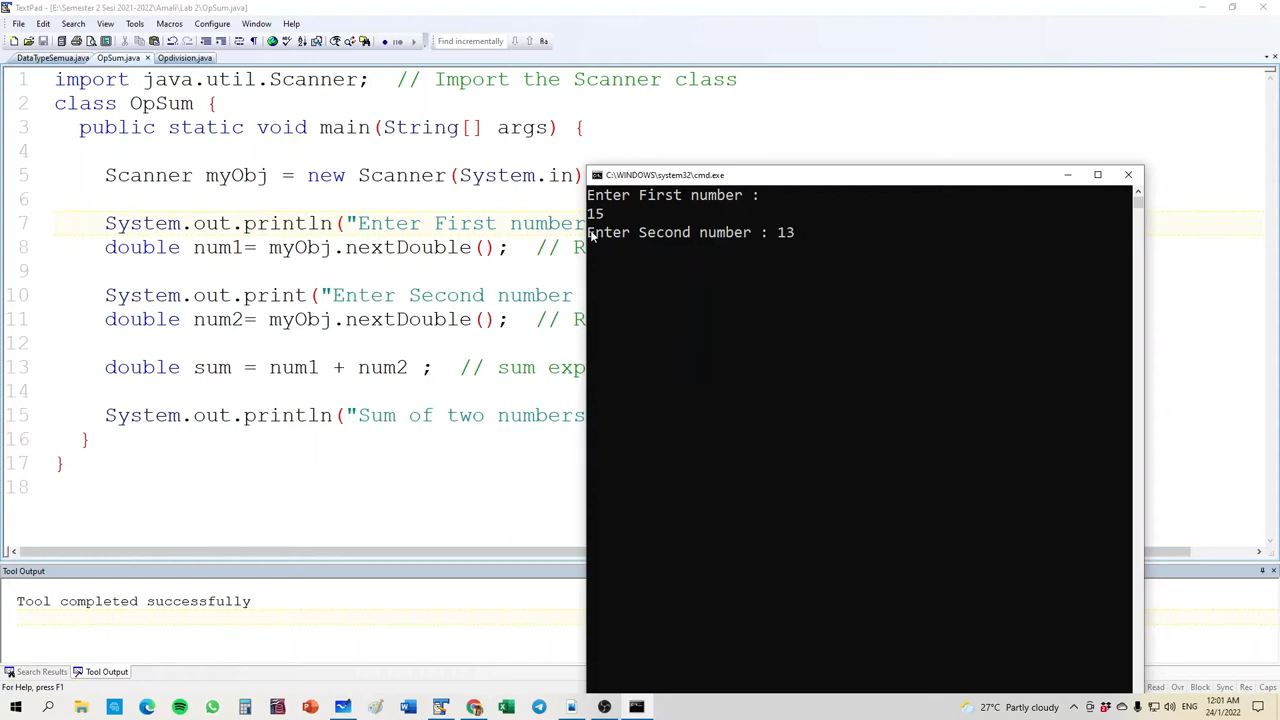 TextPad - [E:\Semester 2 Sesi 2021-2022\Amali\Lab 2\OpSum.java]
File Edit Search View Tools Macros Configure Window Help
Find incrementally
DataTypeSemua.java OpSum.java Opdivision.java
1 import java.util.Scanner; // Import the Scanner class
2 class OpSum {
3 public static void main(String[] args) {
4
5 Scanner myObj = new Scanner(System.in)
7 System.out.println("Enter First number
8 double num1= myObj.nextDouble(); // R
10 System.out.print("Enter Second number
11 double num2= myObj.nextDouble(); // R
12
13 double sum = num1 + num2 ; // sum exp
14
15 System.out.println("Sum of two numbers
16 }
17 }
18
C:\WINDOWS\system32\cmd.exe
Enter First number :
15
Enter Second number : 13
Tool Output
Tool completed successfully
Search Results Tool Output
For Help, press F1
Read Ovr Block Sync Rec Caps
27°C Partly cloudy
ENG
12:01 AM
24/1/2022